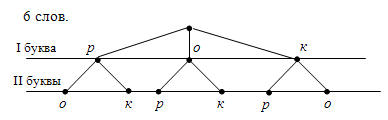 6 слов.
I буква р о к
II буквы
о к р к р о